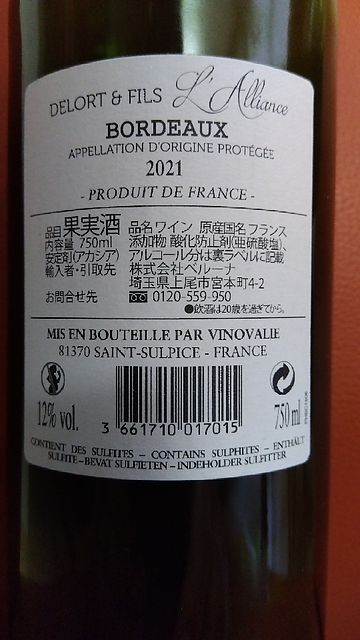 DELORT & FILS L'Alliance
BORDEAUX
APPELLATION D'ORIGINE PROTÉGÉE
2021
- PRODUIT DE FRANCE -
品目果実酒 品名ワイン 原産国名フランス
内容量 750ml 添加物 酸化防止剤(亜硫酸塩)、
安定剤(アカシア) アルコール分は裏ラベルに記載
輸入者・引取先 株式会社ベルーナ
埼玉県上尾市宮本町4-2
お問合せ先 0120-559-950
●飲酒は20歳を過ぎてから。
MIS EN BOUTEILLE PAR VINOVALIE
81370 SAINT-SULPICE - FRANCE
12% vol. 750 ml
3 661710 017015
CONTIENT DES SULFITES - CONTAINS SULPHITES - ENTHÄLT
SULFITE - BEVAT SULFIETEN - INDEHOLDER SULFITTER